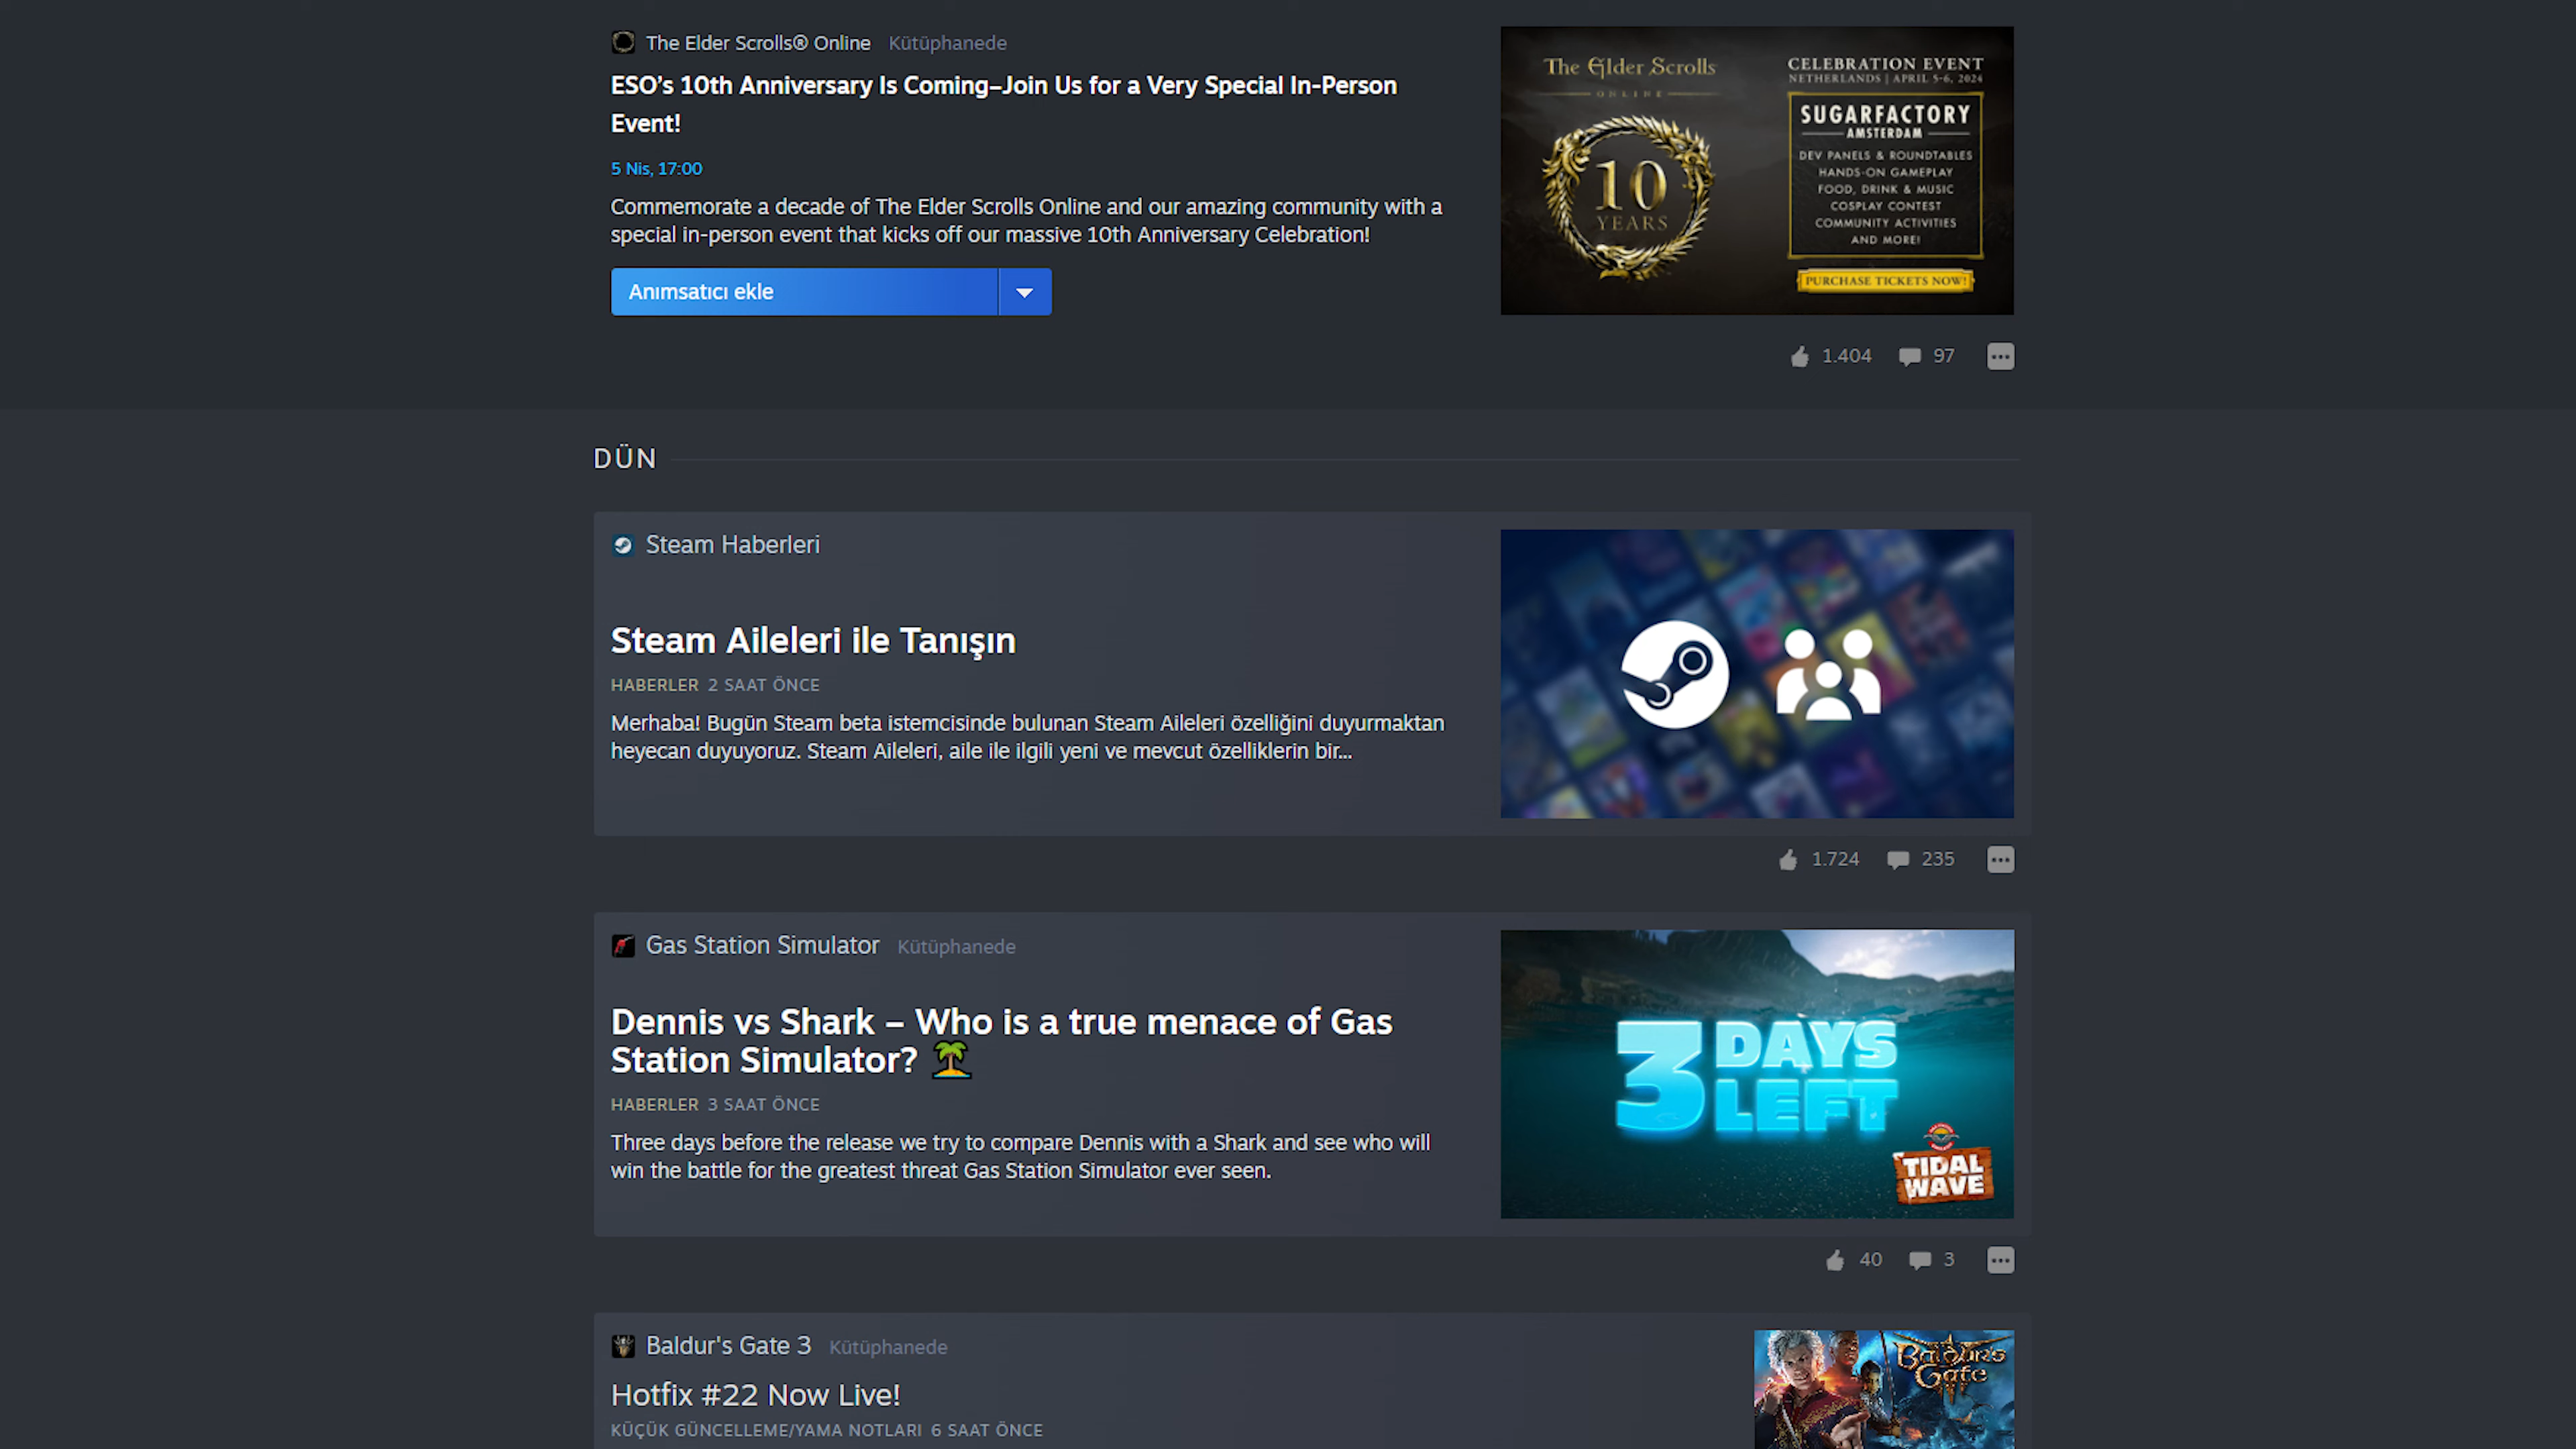 The Elder Scrolls® Online Kütüphanede
ESO's 10th Anniversary Is Coming–Join Us for a Very Special In-Person
Event!
5 Nis, 17:00
Commemorate a decade of The Elder Scrolls Online and our amazing community with a
special in-person event that kicks off our massive 10th Anniversary Celebration!
Anımsatıcı ekle
The Elder Scrolls
ONLINE
10
YEARS
CELEBRATION EVENT
NETHERLANDS | APRIL 5-6, 2024
SUGARFACTORY
AMSTERDAM
DEV PANELS & ROUNDTABLES
HANDS-ON GAMEPLAY
FOOD, DRINK & MUSIC
COSPLAY CONTEST
COMMUNITY ACTIVITIES
AND MORE!
PURCHASE TICKETS NOW!
1.404 97
DÜN
Steam Haberleri
Steam Aileleri ile Tanışın
HABERLER 2 SAAT ÖNCE
Merhaba! Bugün Steam beta istemcisinde bulunan Steam Aileleri özelliğini duyurmaktan
heyecan duyuyoruz. Steam Aileleri, aile ile ilgili yeni ve mevcut özelliklerin bir...
1.724 235
Gas Station Simulator Kütüphanede
Dennis vs Shark – Who is a true menace of Gas
Station Simulator? 🏝️
HABERLER 3 SAAT ÖNCE
Three days before the release we try to compare Dennis with a Shark and see who will
win the battle for the greatest threat Gas Station Simulator ever seen.
3 DAYS
LEFT
TIDAL
WAVE
40 3
Baldur's Gate 3 Kütüphanede
Hotfix #22 Now Live!
KÜÇÜK GÜNCELLEME/YAMA NOTLARI 6 SAAT ÖNCE
Baldur's
Gate